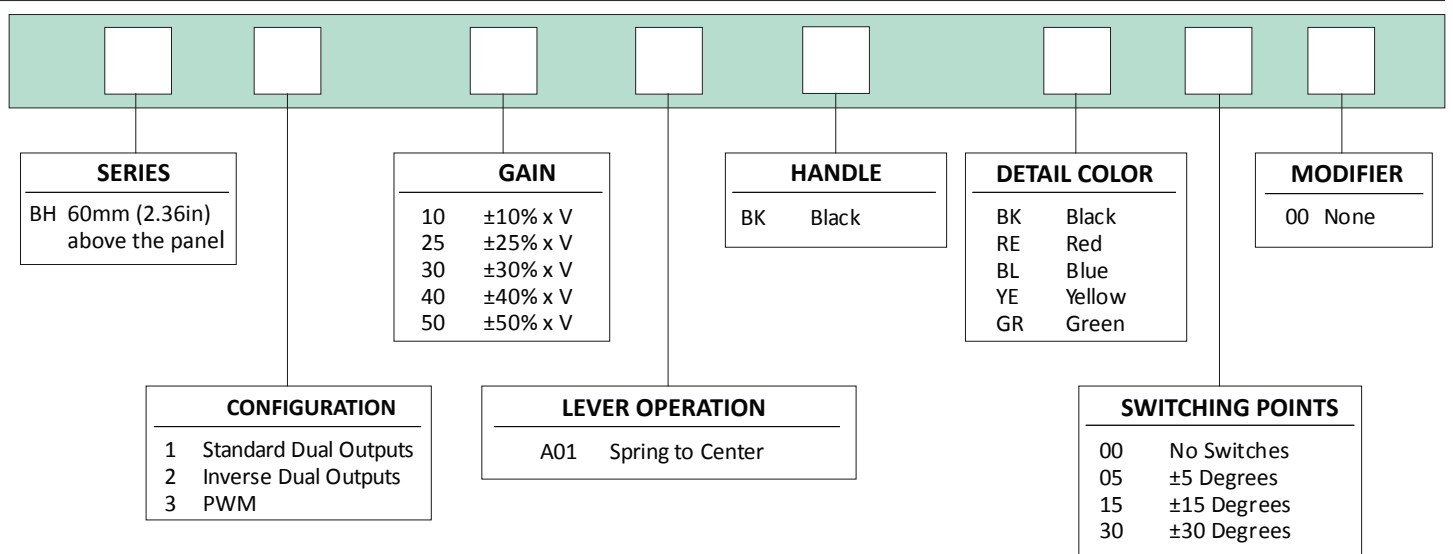 SERIES
BH 60mm (2.36in)
above the panel
GAIN
10 ±10% x V
25 ±25% x V
30 ±30% x V
40 ±40% x V
50 ±50% x V
HANDLE
BK Black
DETAIL COLOR
BK Black
RE Red
BL Blue
YE Yellow
GR Green
MODIFIER
00 None
CONFIGURATION
1 Standard Dual Outputs
2 Inverse Dual Outputs
3 PWM
LEVER OPERATION
A01 Spring to Center
SWITCHING POINTS
00 No Switches
05 ±5 Degrees
15 ±15 Degrees
30 ±30 Degrees